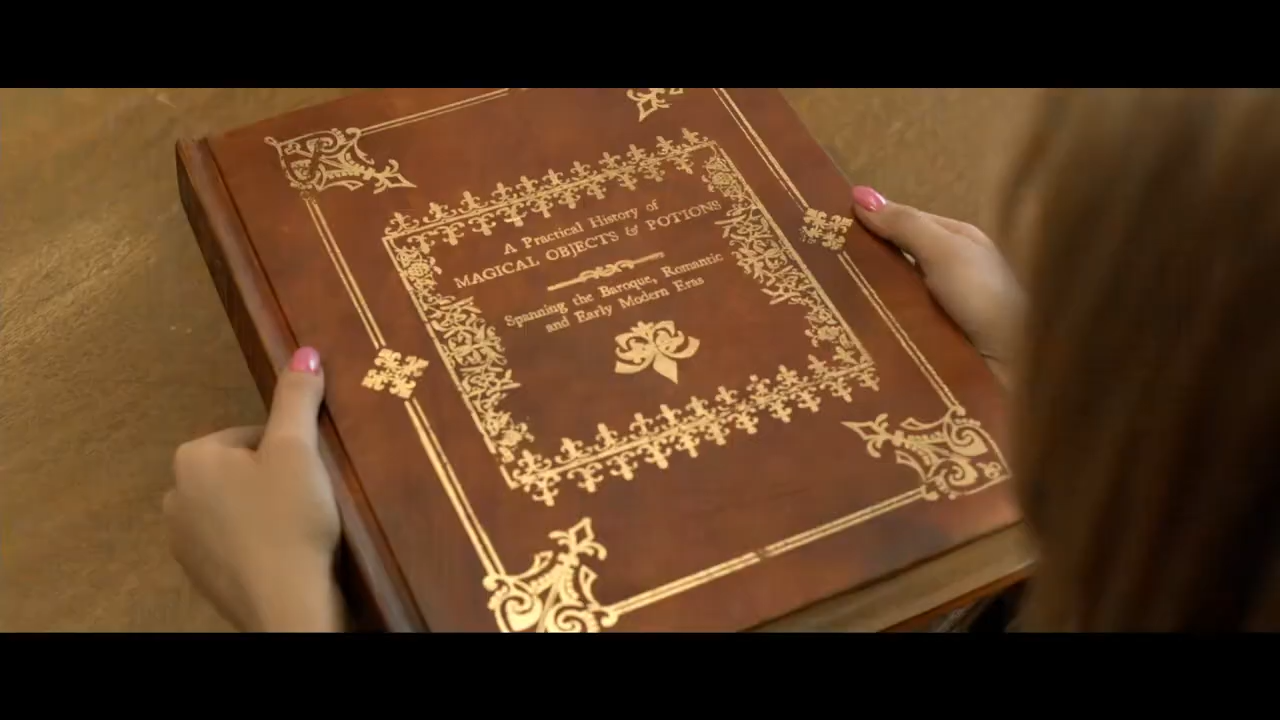 A Practical History of
MAGICAL OBJECTS & POTIONS
Spanning the Baroque, Romantic
and Early Modern Eras